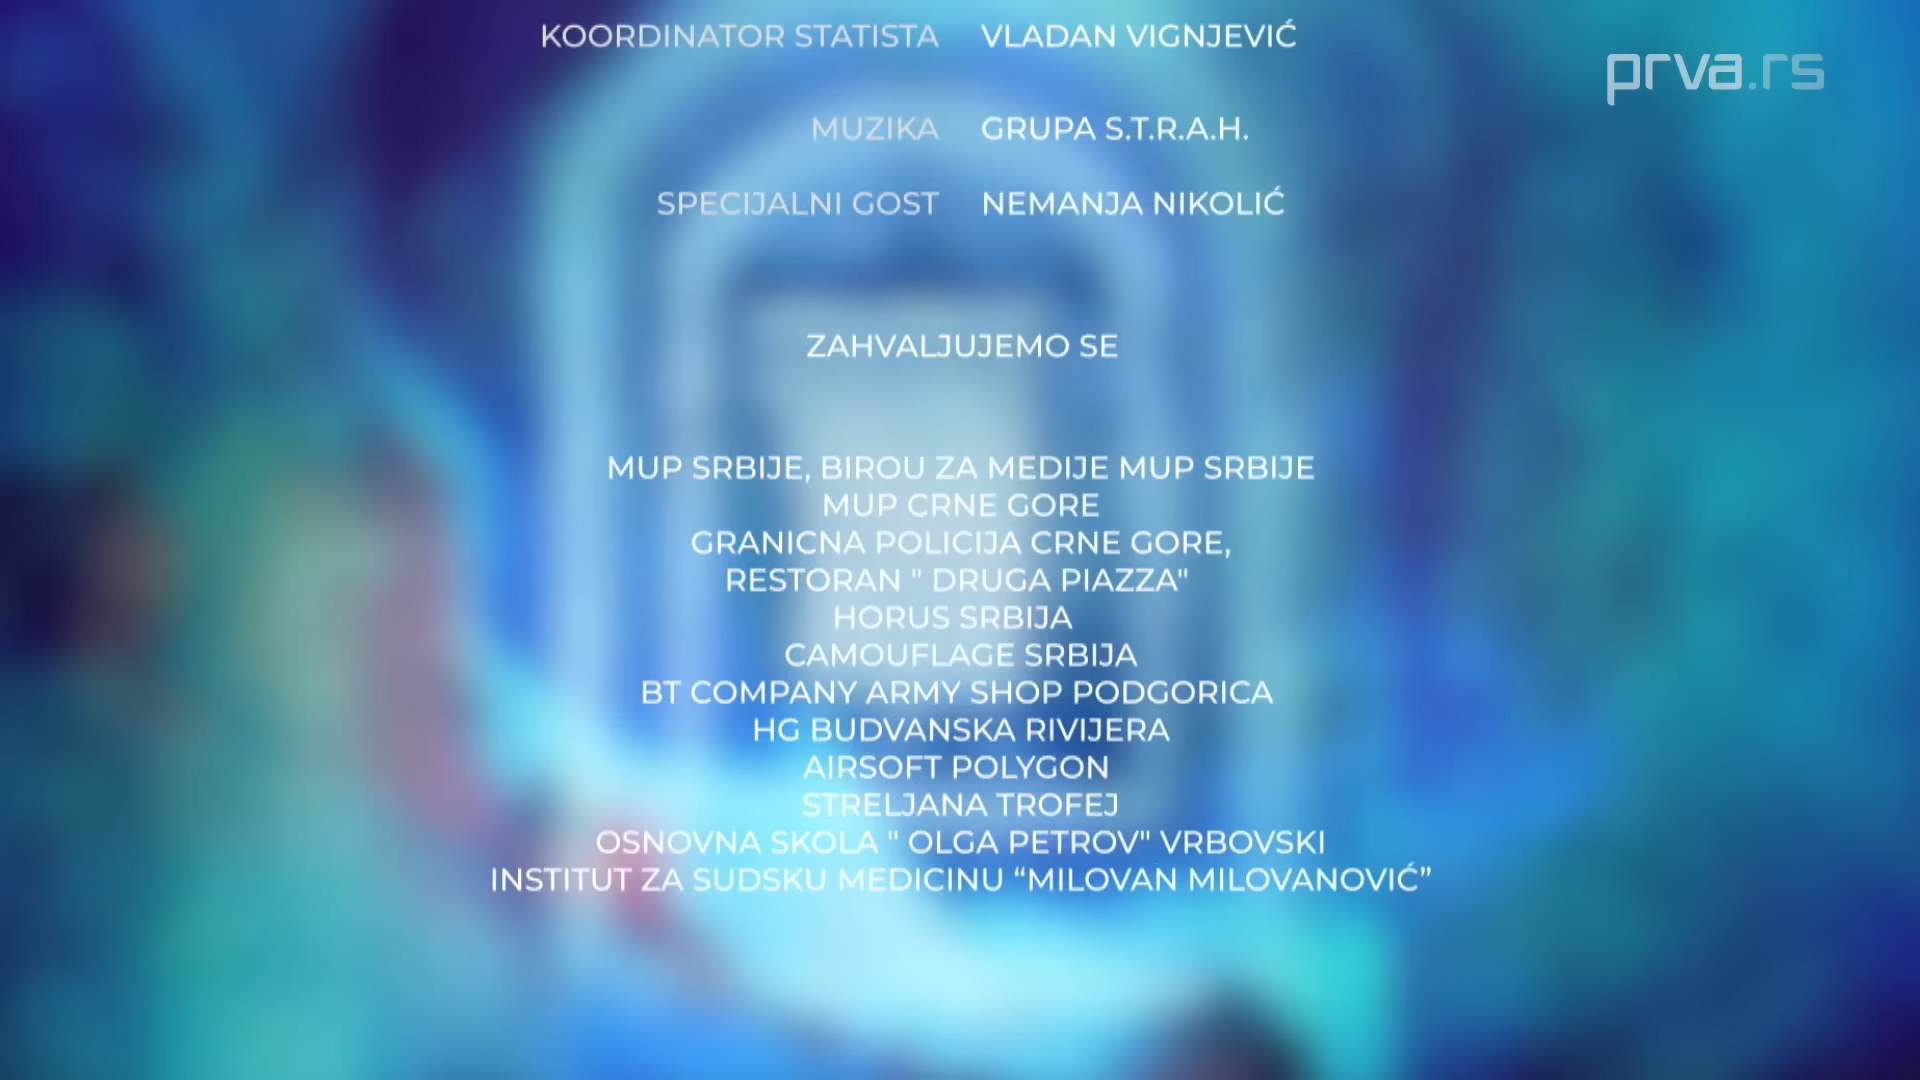 KOORDINATOR STATISTA VLADAN VIGNJEVIĆ
prva.rs
MUZIKA GRUPA S.T.R.A.H.
SPECIJALNI GOST NEMANJA NIKOLIĆ
ZAHVALJUJEMO SE
MUP SRBIJE, BIROU ZA MEDIJE MUP SRBIJE
MUP CRNE GORE
GRANICNA POLICIJA CRNE GORE,
RESTORAN " DRUGA PIAZZA"
HORUS SRBIJA
CAMOUFLAGE SRBIJA
BT COMPANY ARMY SHOP PODGORICA
HG BUDVANSKA RIVIJERA
AIRSOFT POLYGON
STRELJANA TROFEJ
OSNOVNA SKOLA " OLGA PETROV" VRBOVSKI
INSTITUT ZA SUDSKU MEDICINU “MILOVAN MILOVANOVIĆ”